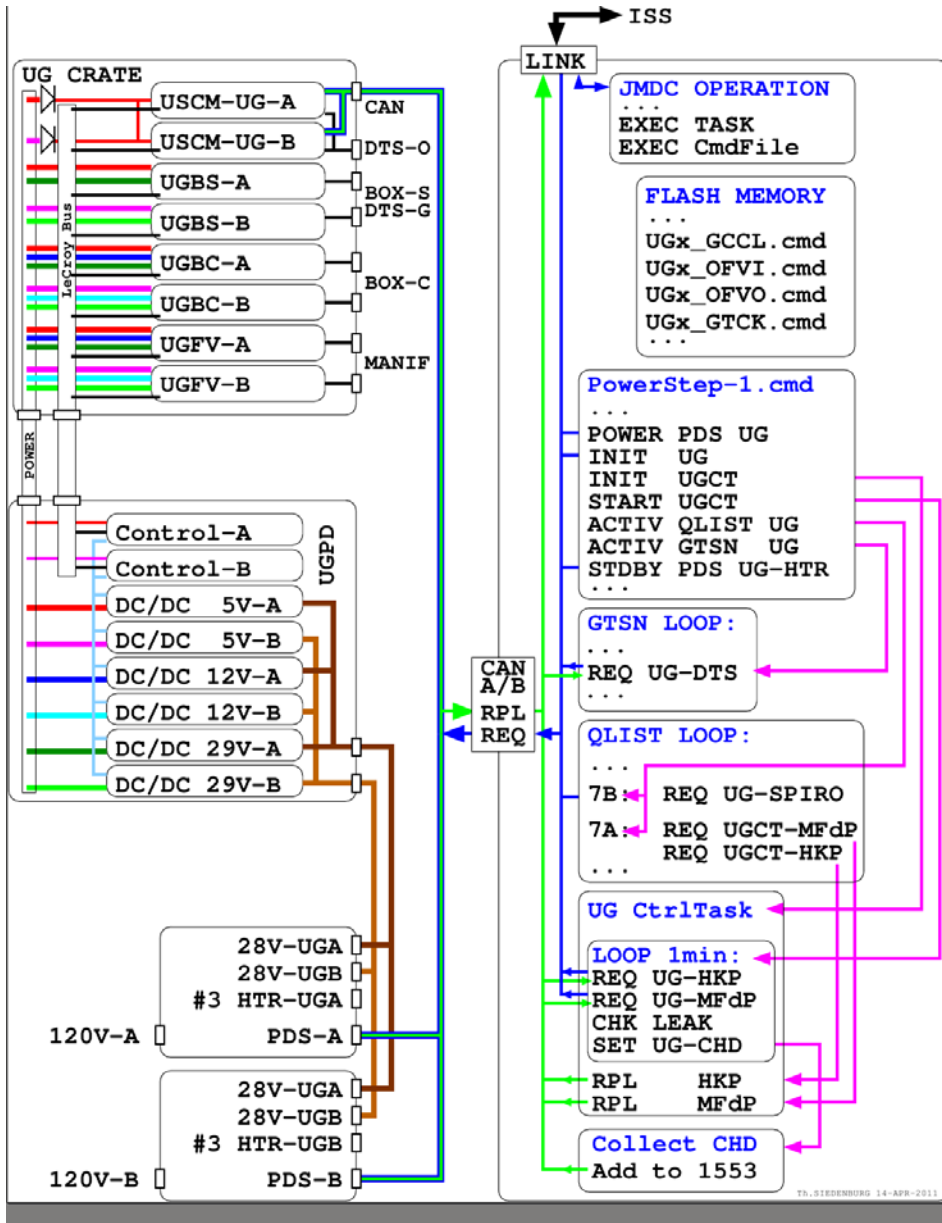 ISS
LINK
UG CRATE
USCM-UG-A
USCM-UG-B
UGBS-A
UGBS-B
UGBC-A
UGBC-B
UGFV-A
UGFV-B
LeCroy Bus
POWER
CAN
DTS-O
BOX-S
DTS-G
BOX-C
MANIF
Control-A
Control-B
DC/DC 5V-A
DC/DC 5V-B
DC/DC 12V-A
DC/DC 12V-B
DC/DC 29V-A
DC/DC 29V-B
UGPD
28V-UGA
28V-UGB
#3 HTR-UGA
120V-A
PDS-A
28V-UGA
28V-UGB
#3 HTR-UGB
120V-B
PDS-B
CAN
A/B
RPL
REQ
JMDC OPERATION
...
EXEC TASK
EXEC CmdFile
FLASH MEMORY
...
UGx_GCCL.cmd
UGx_OFVI.cmd
UGx_OFVO.cmd
UGx_GTCK.cmd
...
PowerStep-1.cmd
...
POWER PDS UG
INIT UG
INIT UGCT
START UGCT
ACTIV QLIST UG
ACTIV GTSN UG
STDBY PDS UG-HTR
...
GTSN LOOP:
...
REQ UG-DTS
...
QLIST LOOP:
...
7B: REQ UG-SPIRO
7A: REQ UGCT-MFdP
REQ UGCT-HKP
...
UG CtrlTask
LOOP 1min:
REQ UG-HKP
REQ UG-MFdP
CHK LEAK
SET UG-CHD
RPL HKP
RPL MFdP
Collect CHD
Add to 1553
Th.SIEDENBURG 14-APR-2011